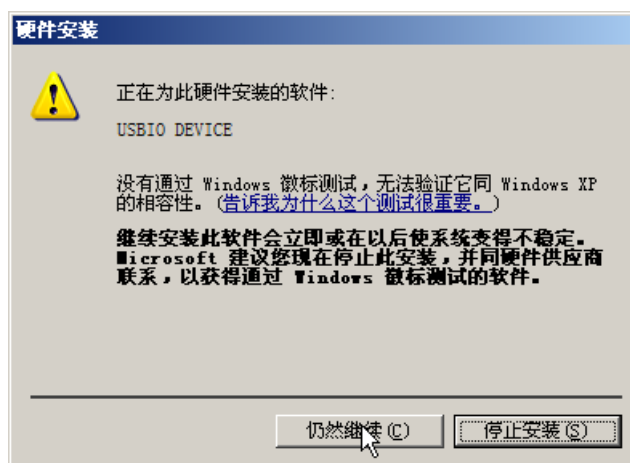 硬件安装
正在为此硬件安装的软件:
USBIO DEVICE
没有通过 Windows 徽标测试，无法验证它同 Windows XP
的相容性。(告诉我为什么这个测试很重要。)
继续安装此软件会立即或在以后使系统变得不稳定。
Microsoft 建议您现在停止此安装，并同硬件供应商
联系，以获得通过 Windows 徽标测试的软件。
仍然继续(C) 停止安装(S)